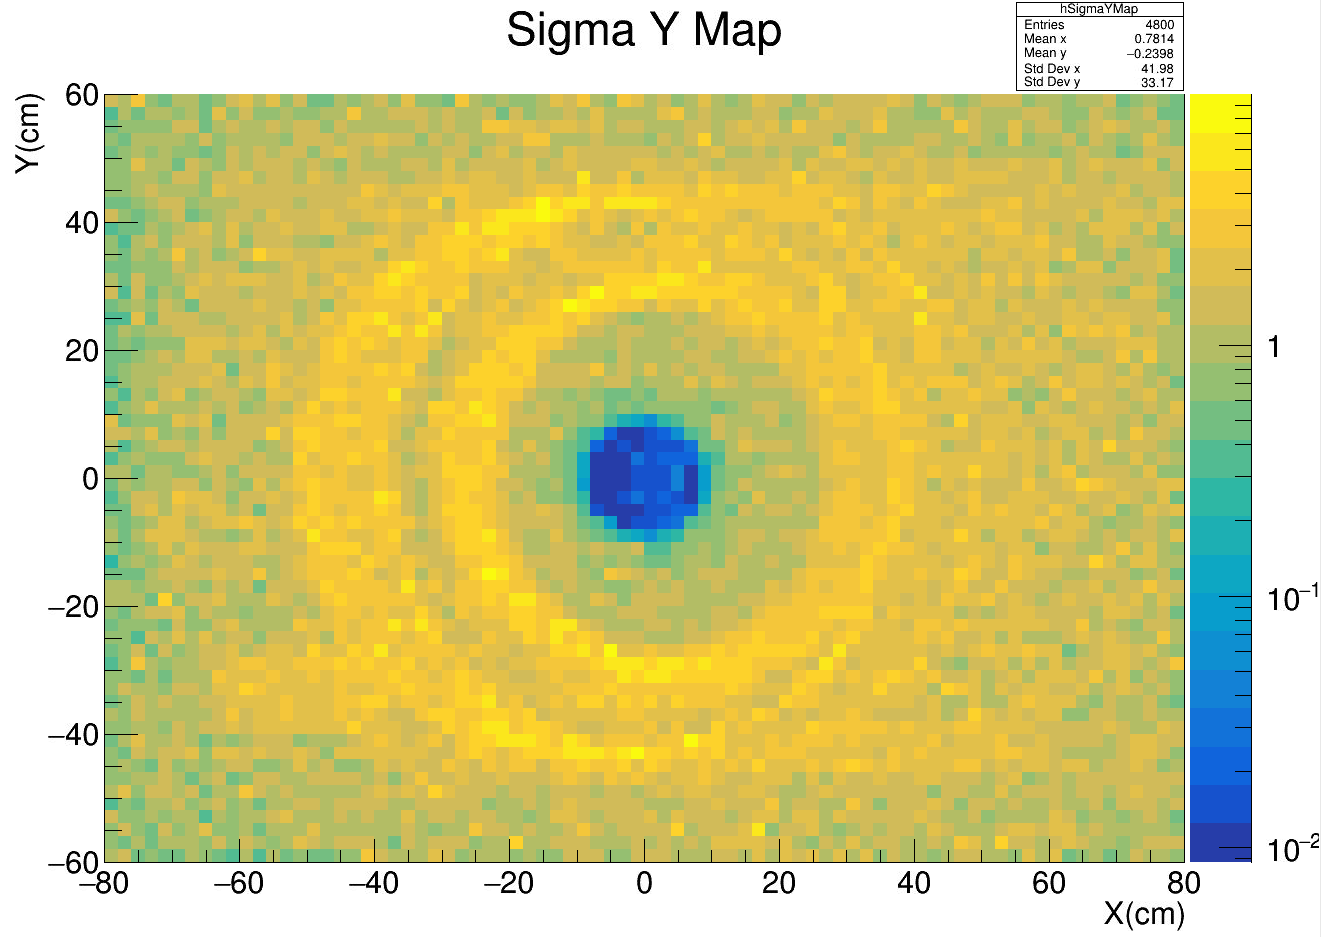 Sigma Y Map
hSigmaYMap
Entries 4800
Mean x 0.7814
Mean y −0.2398
Std Dev x 41.98
Std Dev y 33.17
Y(cm)
60
40
20
0
−20
−40
−60
−80 −60 −40 −20 0 20 40 60 80
X(cm)
1
10−1
10−2